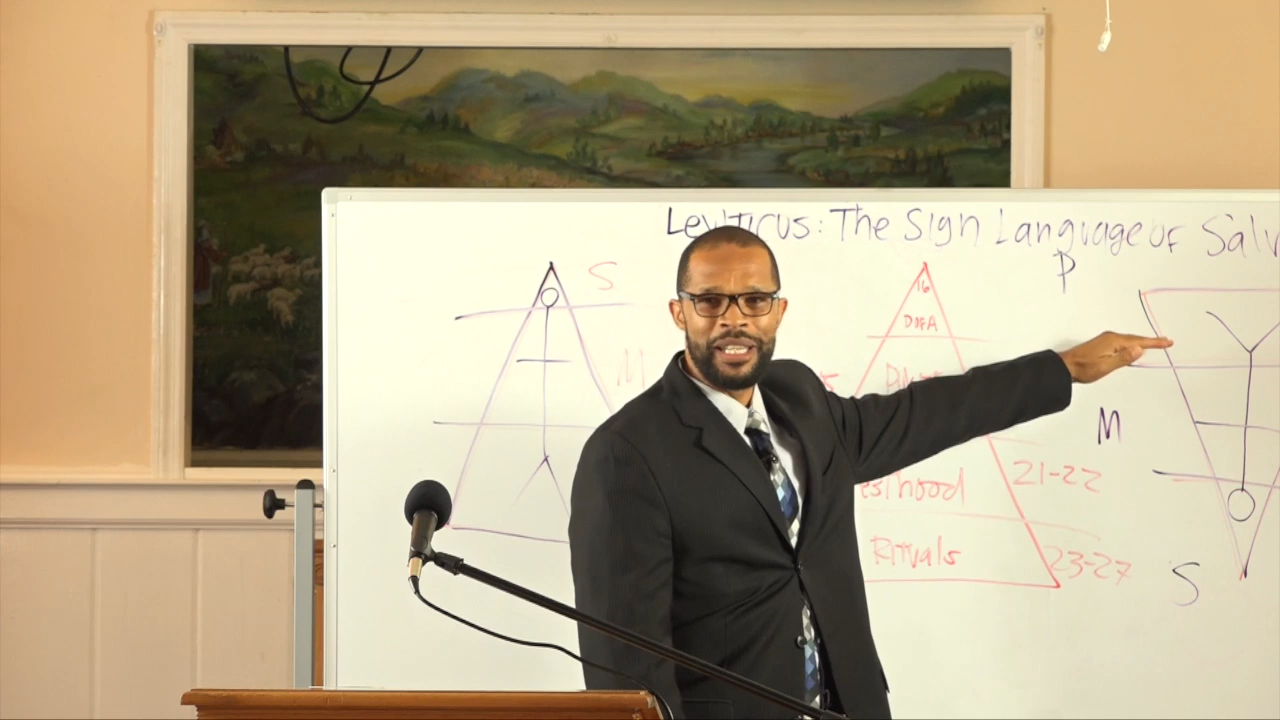 Leviticus: The Sign Language of Salv
S
P
16
DofA
M
M
esthood
21-22
Rituals
23-27
S